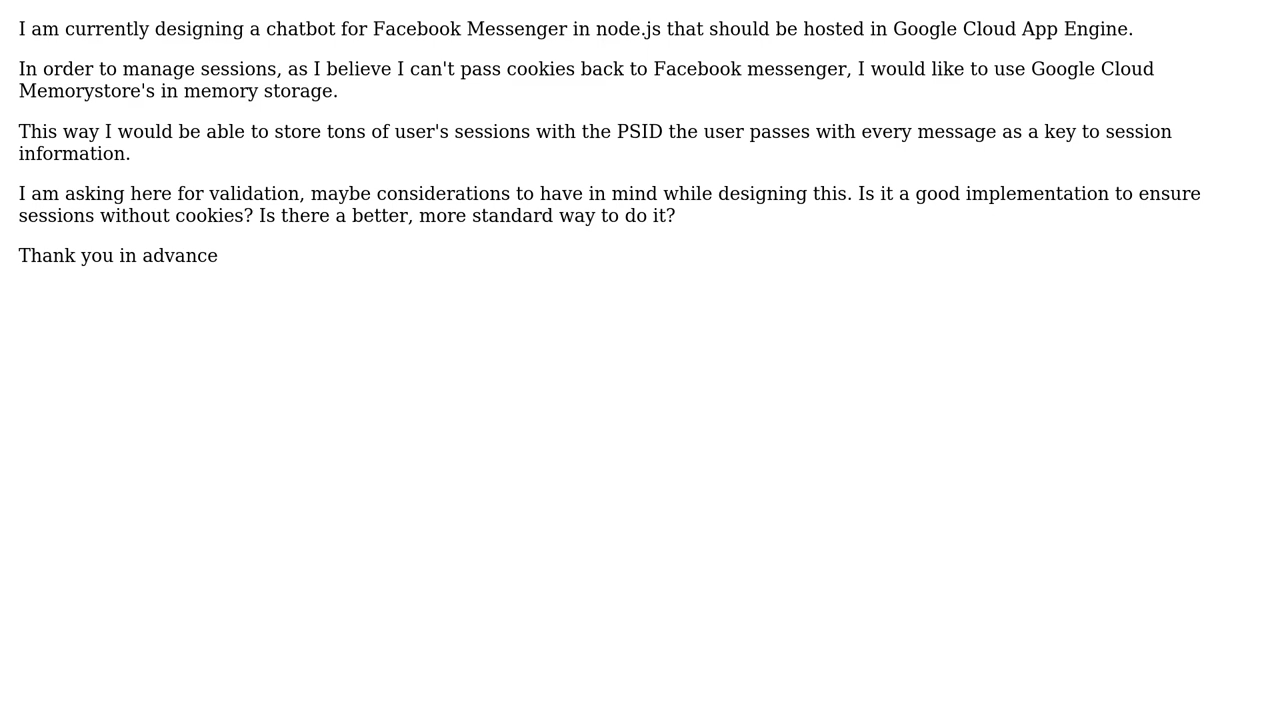 I am currently designing a chatbot for Facebook Messenger in node.js that should be hosted in Google Cloud App Engine.
In order to manage sessions, as I believe I can't pass cookies back to Facebook messenger, I would like to use Google Cloud
Memorystore's in memory storage.
This way I would be able to store tons of user's sessions with the PSID the user passes with every message as a key to session
information.
I am asking here for validation, maybe considerations to have in mind while designing this. Is it a good implementation to ensure
sessions without cookies? Is there a better, more standard way to do it?
Thank you in advance